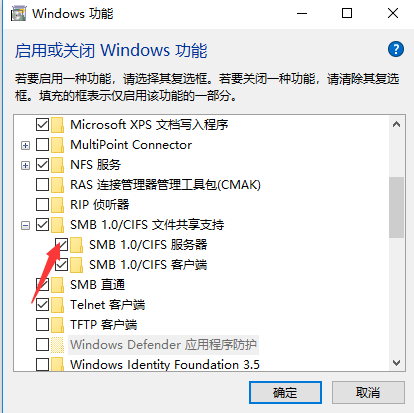 Windows 功能
启用或关闭 Windows 功能
若要启用一种功能，请选择其复选框。若要关闭一种功能，请清除其复选
框。填充的框表示仅启用该功能的一部分。
Microsoft XPS 文档写入程序
MultiPoint Connector
NFS 服务
RAS 连接管理器管理工具包(CMAK)
RIP 侦听器
SMB 1.0/CIFS 文件共享支持
SMB 1.0/CIFS 服务器
SMB 1.0/CIFS 客户端
SMB 直通
Telnet 客户端
TFTP 客户端
Windows Defender 应用程序防护
Windows Identity Foundation 3.5
确定
取消